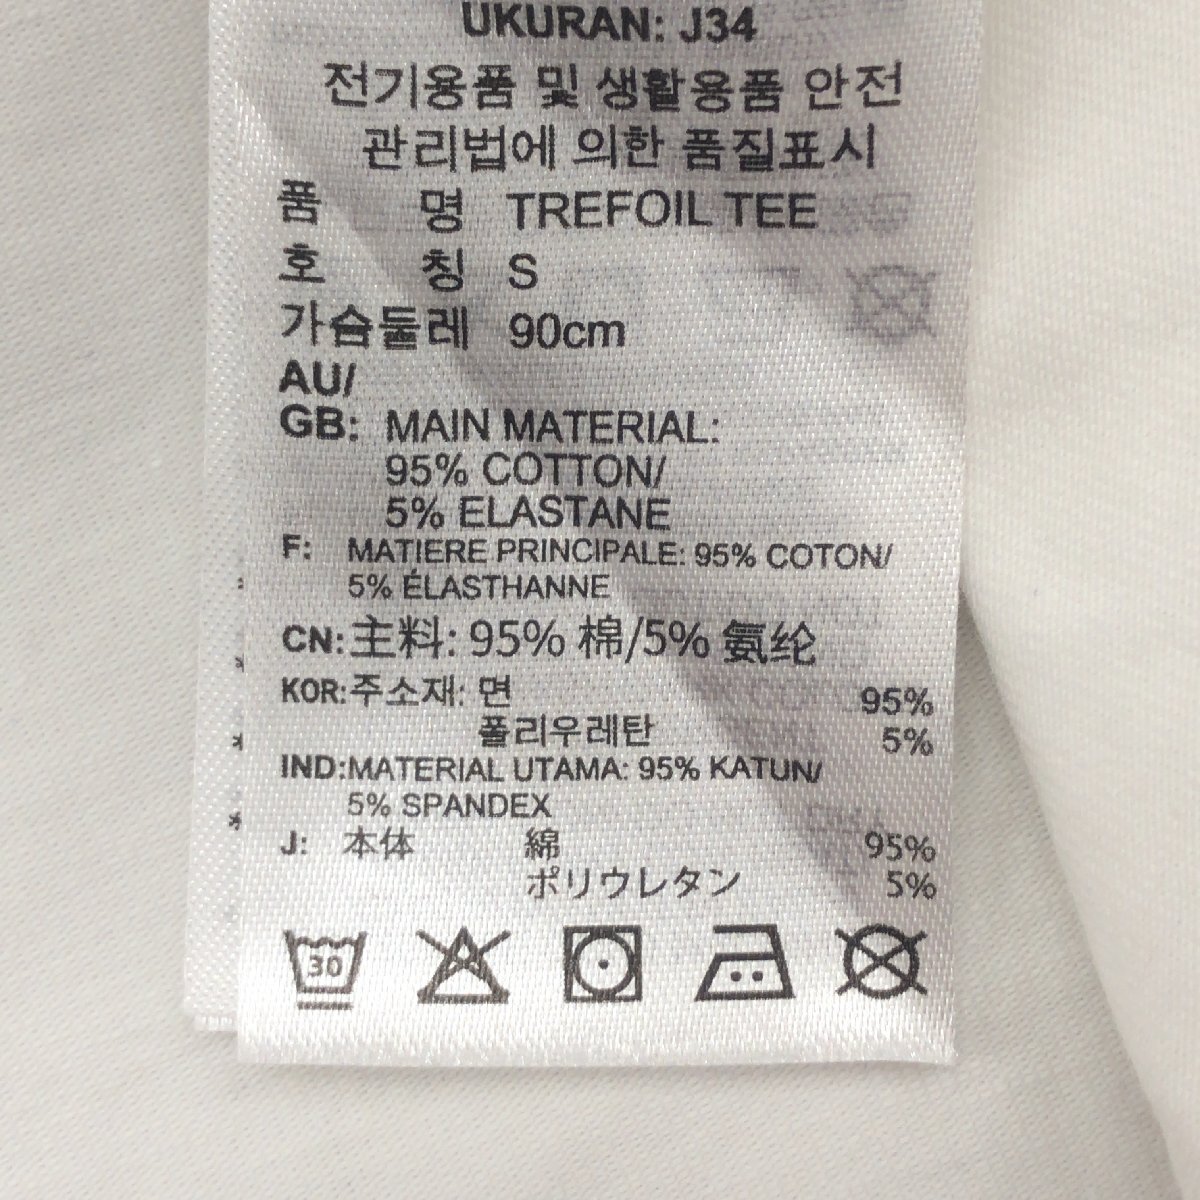 UKURAN: J34
전기용품 및 생활용품 안전
관리법에 의한 품질표시
품 명 TREFOIL TEE
호 칭 S
가슴둘레 90cm
AU/
GB: MAIN MATERIAL:
95% COTTON/
5% ELASTANE
F: MATIERE PRINCIPALE: 95% COTON/
5% ÉLASTHANNE
CN: 主料: 95% 棉/5% 氨纶
KOR: 주소재: 면 95%
폴리우레탄 5%
IND: MATERIAL UTAMA: 95% KATUN/
5% SPANDEX
J: 本体 綿 95%
ポリウレタン 5%
30